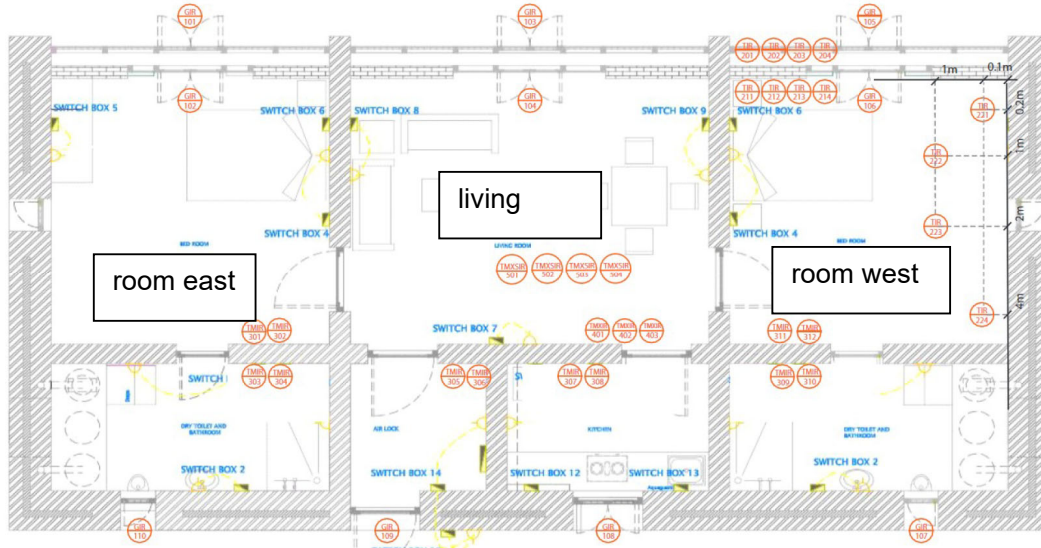 GIR
101
GIR
103
GIR
105
TIR
201
TIR
202
TIR
203
TIR
204
GIR
102
GIR
104
TIR
211
TIR
212
TIR
213
TIR
214
GIR
106
1m
0.1m
0.2m
SWITCH BOX 5
SWITCH BOX 6
SWITCH BOX 8
SWITCH BOX 9
SWITCH BOX 6
TIR
221
1m
TIR
222
living
2m
SWITCH BOX 4
SWITCH BOX 4
TIR
223
BED ROOM
LIVING ROOM
BED ROOM
room east
TMXSIR
501
TMXSIR
502
TMXSIR
503
TMXSIR
504
room west
4m
TIR
224
TMIR
301
TMIR
302
SWITCH BOX 7
TMXIR
401
TMXIR
402
TMXIR
403
TMIR
311
TMIR
312
SWITCH
TMIR
303
TMIR
304
TMIR
305
TMIR
306
TMIR
307
TMIR
308
TMIR
309
TMIR
310
DRY TOILET AND
BATHROOM
AIR LOCK
KITCHEN
DRY TOILET AND
BATHROOM
SWITCH BOX 2
SWITCH BOX 14
SWITCH BOX 12
SWITCH BOX 13
SWITCH BOX 2
Aquaguard
GIR
110
GIR
109
GIR
108
GIR
107